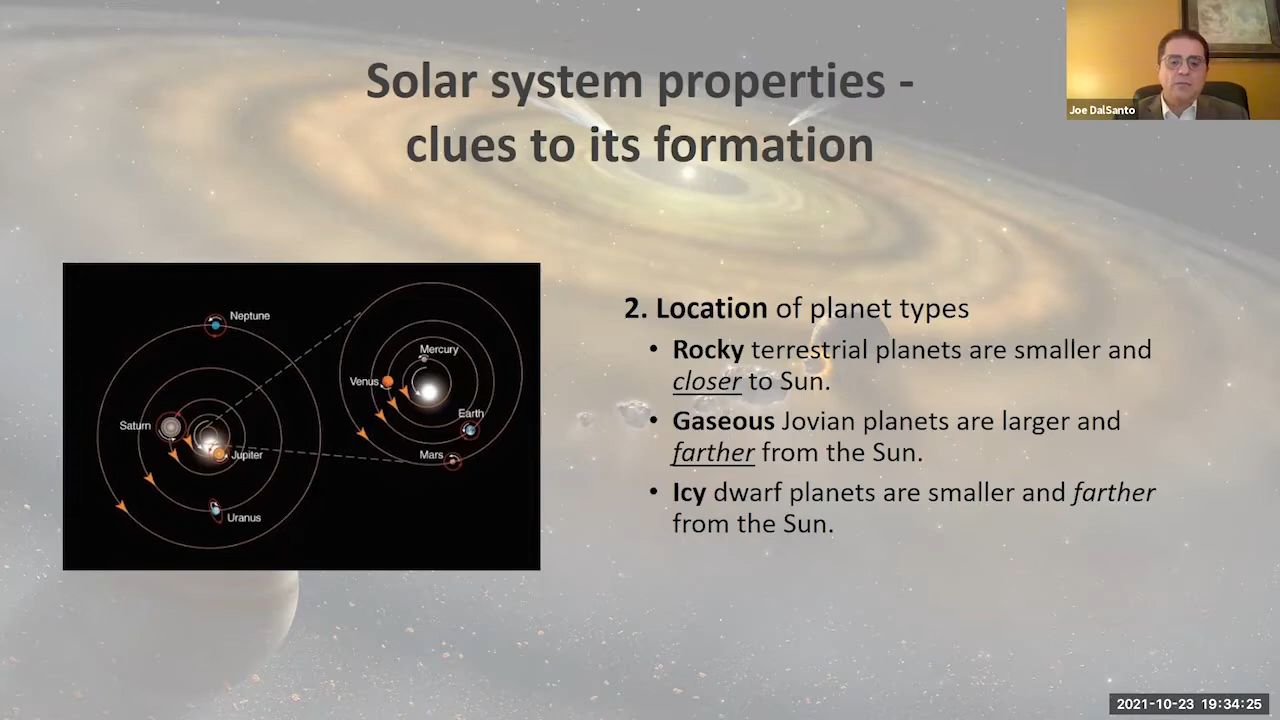 Solar system properties -
clues to its formation
Joe DalSanto
Neptune
Mercury
Venus
Earth
Saturn
Jupiter
Mars
Uranus
2. Location of planet types
• Rocky terrestrial planets are smaller and
closer to Sun.
• Gaseous Jovian planets are larger and
farther from the Sun.
• Icy dwarf planets are smaller and farther
from the Sun.
2021-10-23 19:34:25